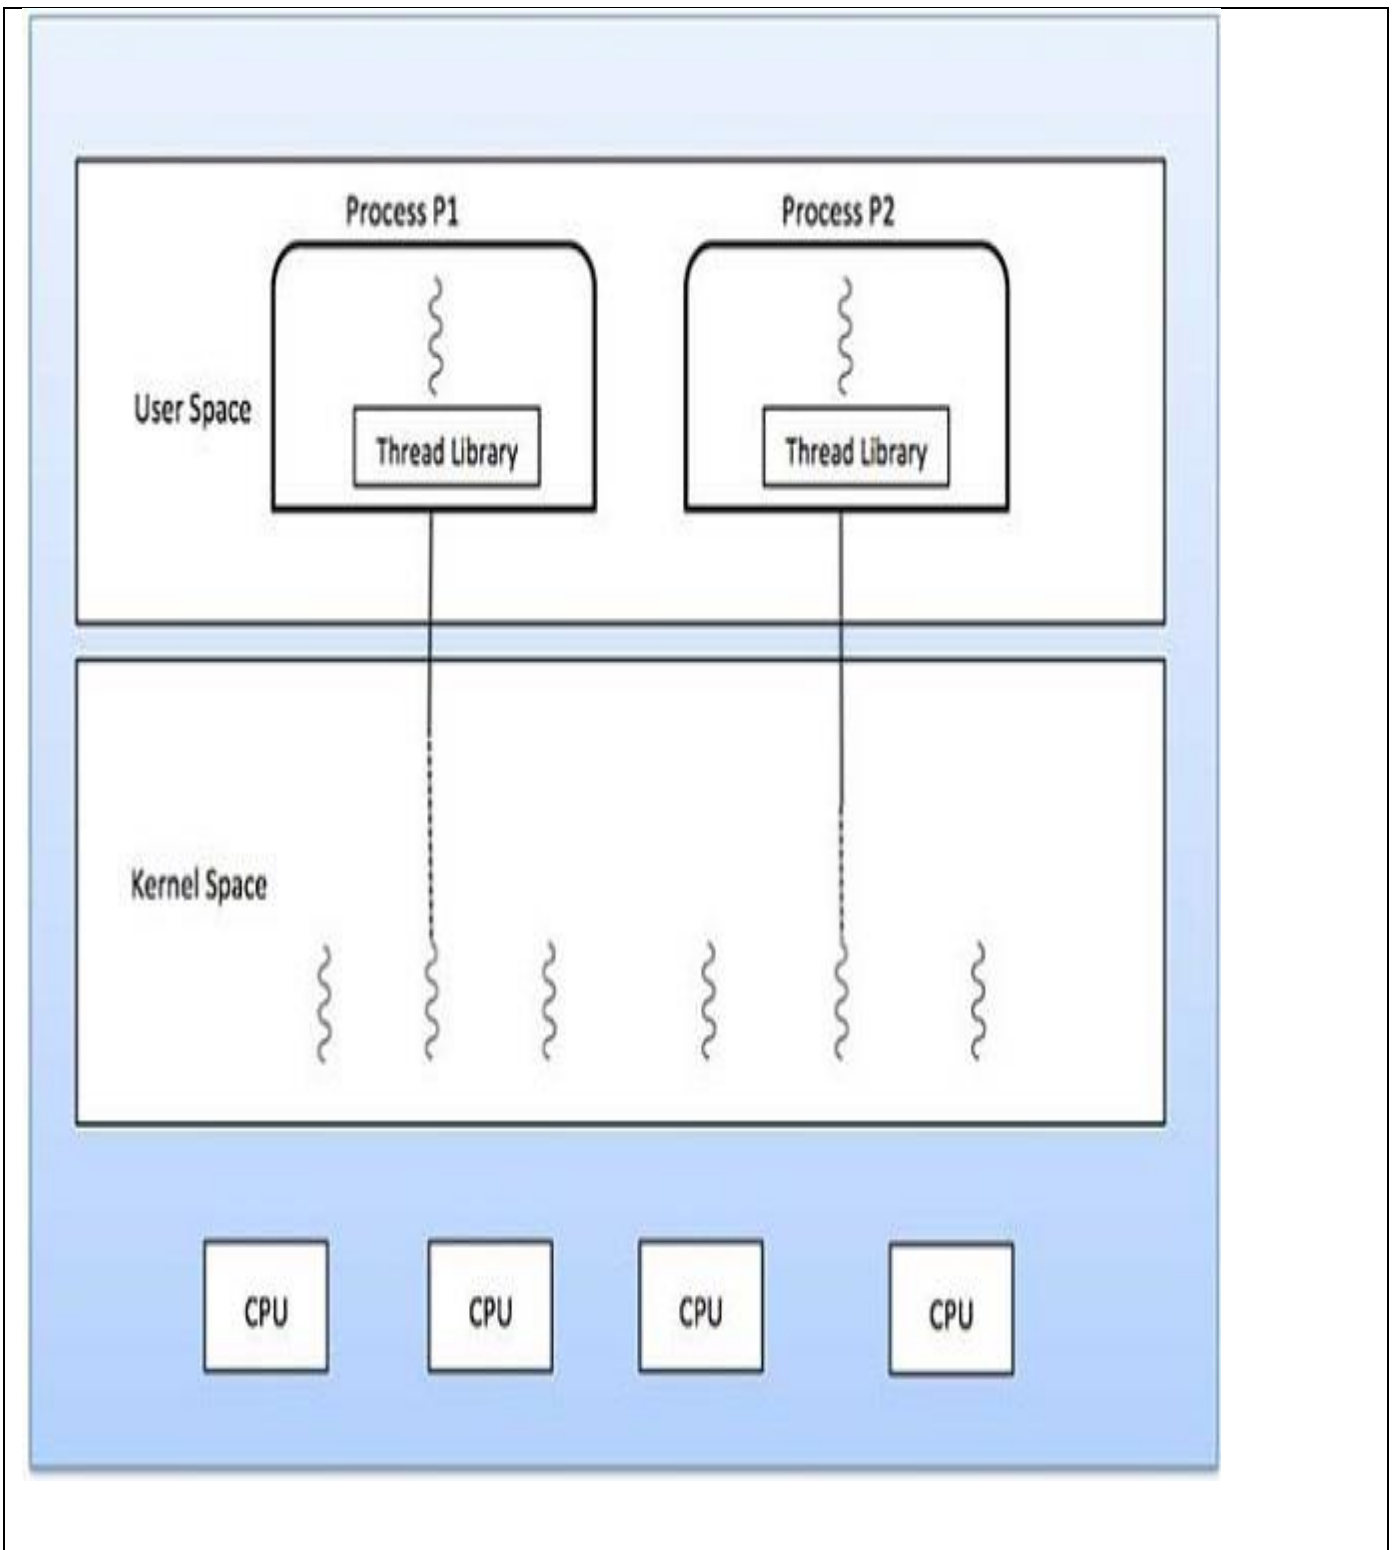 Process P1
Process P2
User Space
Thread Library
Thread Library
Kernel Space
CPU
CPU
CPU
CPU